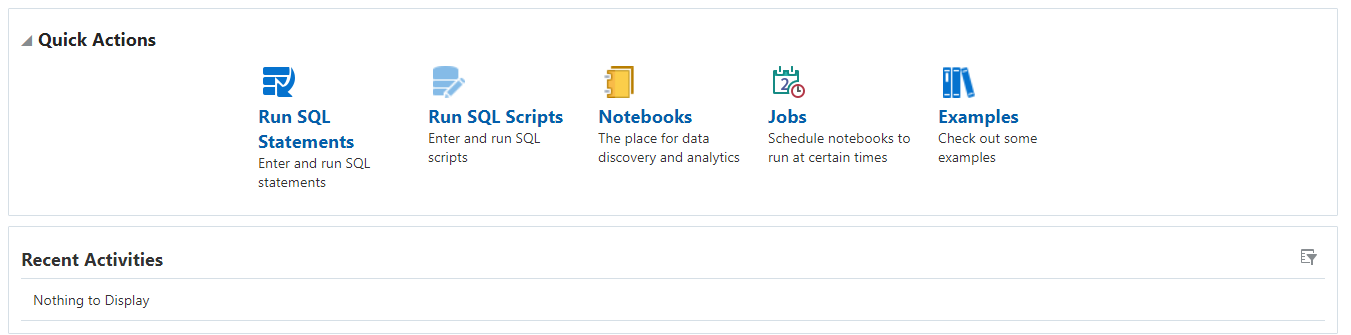 Quick Actions
Run SQL
Statements
Enter and run SQL
statements
Run SQL Scripts
Enter and run SQL
scripts
Notebooks
The place for data
discovery and analytics
2
Jobs
Schedule notebooks to
run at certain times
Examples
Check out some
examples
Recent Activities
Nothing to Display